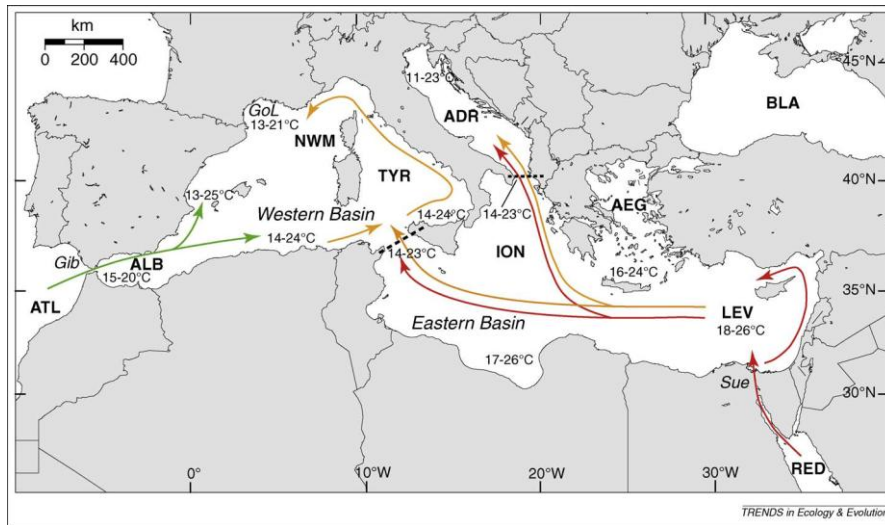 km
0 200 400
45°N
11-23°C
BLA
ADR
GoL
13-21°C
NWM
TYR
40°N
13-25°C
14-23°C
AEG
Western Basin
14-24°C
14-24°C
14-23°C
ION
Gib
ALB
15-20°C
16-24°C
ATL
35°N
LEV
18-26°C
Eastern Basin
17-26°C
Sue
30°N
RED
0°
10°W
20°W
30°W
TRENDS in Ecology & Evolution